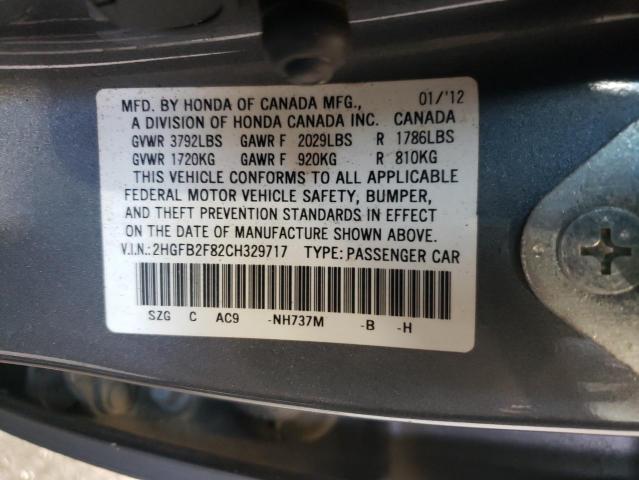 MFD. BY HONDA OF CANADA MFG., 01/'12
A DIVISION OF HONDA CANADA INC. CANADA
GVWR 3792LBS GAWR F 2029LBS R 1786LBS
GVWR 1720KG GAWR F 920KG R 810KG
THIS VEHICLE CONFORMS TO ALL APPLICABLE
FEDERAL MOTOR VEHICLE SAFETY, BUMPER,
AND THEFT PREVENTION STANDARDS IN EFFECT
ON THE DATE OF MANUFACTURE SHOWN ABOVE.
V.I.N.:2HGFB2F82CH329717 TYPE:PASSENGER CAR
SZG C AC9 -NH737M -B -H